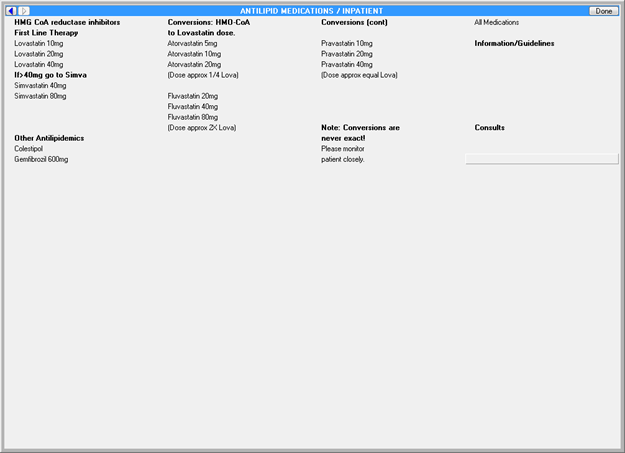 ANTILIPID MEDICATIONS / INPATIENT
Done
HMG CoA reductase inhibitors
First Line Therapy
Lovastatin 10mg
Lovastatin 20mg
Lovastatin 40mg
If>40mg go to Simva
Simvastatin 40mg
Simvastatin 80mg
Other Antilipidemics
Colestipol
Gemfibrozil 600mg
Conversions: HMO-CoA
to Lovastatin dose.
Atorvastatin 5mg
Atorvastatin 10mg
Atorvastatin 20mg
(Dose approx 1/4 Lova)
Fluvastatin 20mg
Fluvastatin 40mg
Fluvastatin 80mg
(Dose approx 2X Lova)
Conversions (cont)
Pravastatin 10mg
Pravastatin 20mg
Pravastatin 40mg
(Dose approx equal Lova)
Note: Conversions are
never exact!
Please monitor
patient closely.
All Medications
Information/Guidelines
Consults